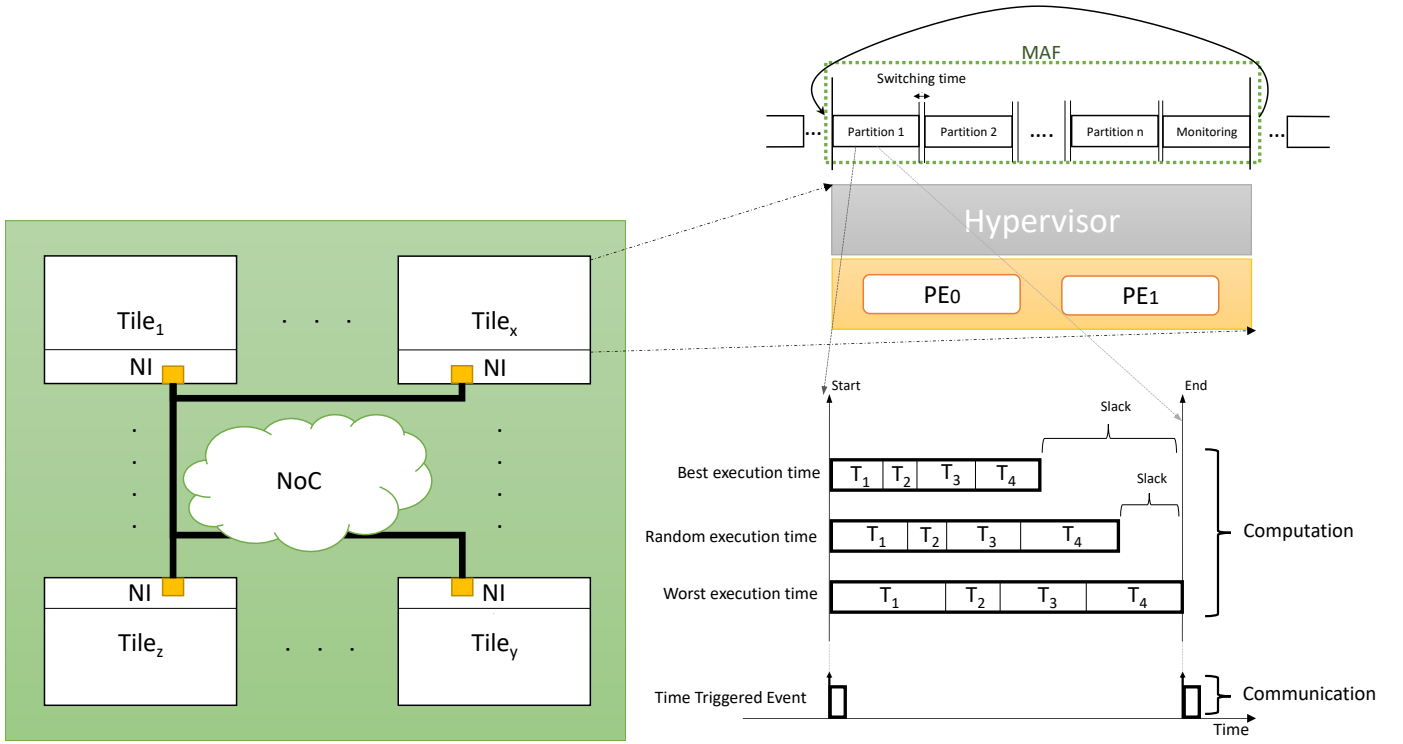 MAF
Switching time
...
Partition 1
Partition 2
....
Partition n
Monitoring
...
Hypervisor
PE0
PE1
Tile1
. . .
Tilex
NI
NI
NoC
NI
NI
Tilez
. . .
Tiley
Start
End
Slack
Best execution time
T1
T2
T3
T4
Slack
Random execution time
T1
T2
T3
T4
Computation
Worst execution time
T1
T2
T3
T4
Time Triggered Event
Communication
Time